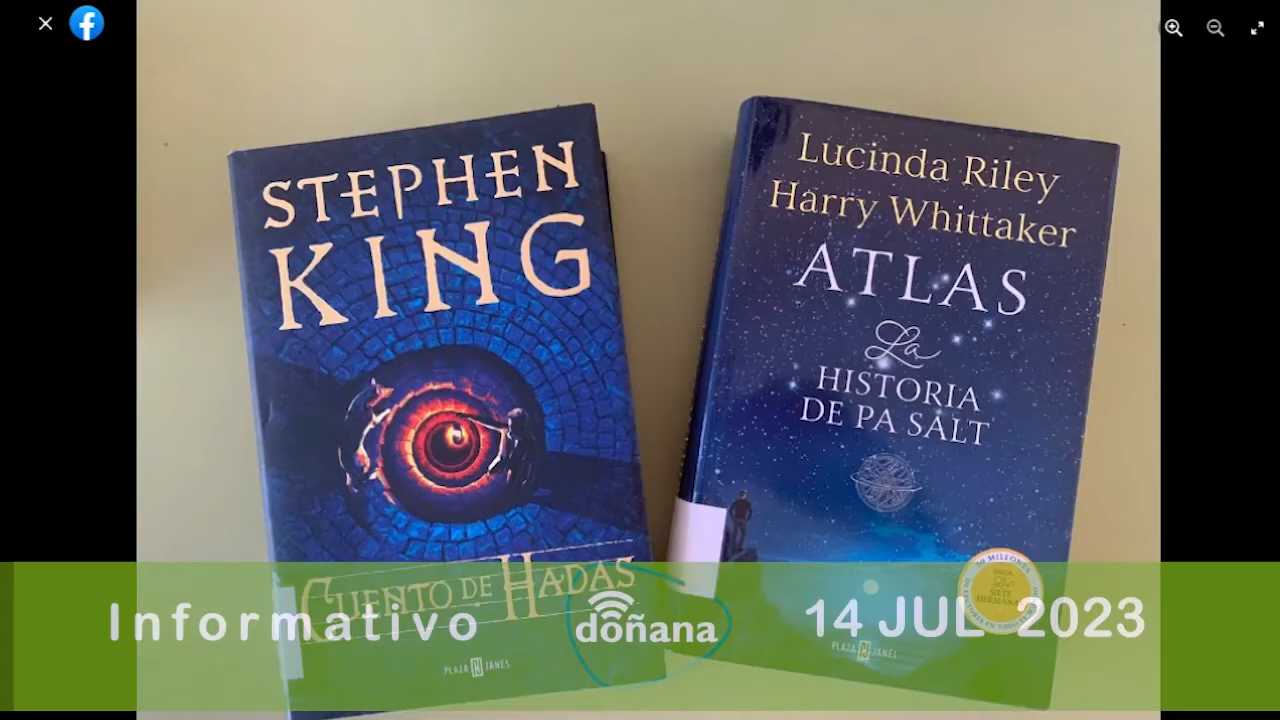 STEPHEN
KING
CUENTO DE HADAS
PLAZA JANÉS
Lucinda Riley
Harry Whittaker
ATLAS
La
HISTORIA
DE PA SALT
SIETE
PLAZA JANÉS
Informativo
doñana
14 JUL 2023